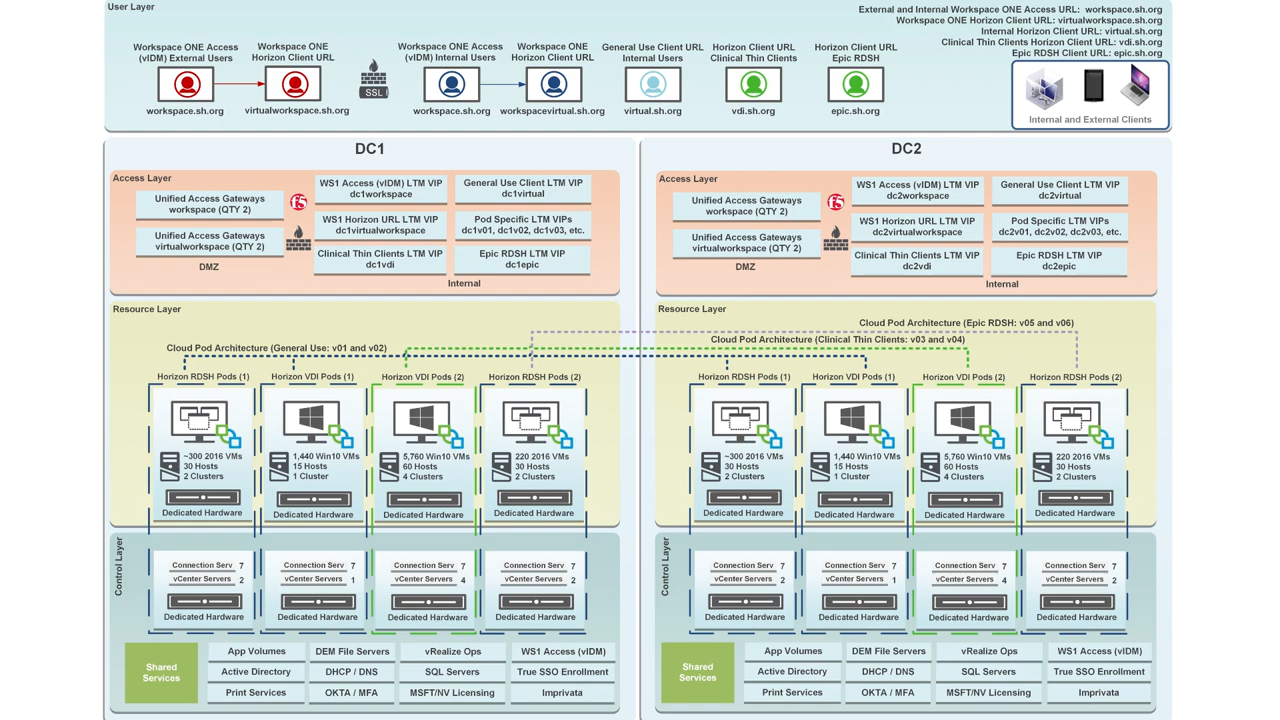 User Layer
External and Internal Workspace ONE Access URL: workspace.sh.org
Workspace ONE Horizon Client URL: virtualworkspace.sh.org
Internal Horizon Client URL: virtual.sh.org
Clinical Thin Clients Horizon Client URL: vdi.sh.org
Epic RDSH Client URL: epic.sh.org
Workspace ONE Access
(vIDM) External Users
workspace.sh.org
Workspace ONE
Horizon Client URL
virtualworkspace.sh.org
SSL
Workspace ONE Access
(vIDM) Internal Users
workspace.sh.org
Workspace ONE
Horizon Client URL
workspacevirtual.sh.org
General Use Client URL
Internal Users
virtual.sh.org
Horizon Client URL
Clinical Thin Clients
vdi.sh.org
Horizon Client URL
Epic RDSH
epic.sh.org
Internal and External Clients
DC1
Access Layer
Unified Access Gateways
workspace (QTY 2)
Unified Access Gateways
virtualworkspace (QTY 2)
DMZ
f5
WS1 Access (vIDM) LTM VIP
dc1workspace
General Use Client LTM VIP
dc1virtual
WS1 Horizon URL LTM VIP
dc1virtualworkspace
Pod Specific LTM VIPs
dc1v01, dc1v02, dc1v03, etc.
Clinical Thin Clients LTM VIP
dc1vdi
Epic RDSH LTM VIP
dc1epic
Internal
DC2
Access Layer
Unified Access Gateways
workspace (QTY 2)
Unified Access Gateways
virtualworkspace (QTY 2)
DMZ
f5
WS1 Access (vIDM) LTM VIP
dc2workspace
General Use Client LTM VIP
dc2virtual
WS1 Horizon URL LTM VIP
dc2virtualworkspace
Pod Specific LTM VIPs
dc2v01, dc2v02, dc2v03, etc.
Clinical Thin Clients LTM VIP
dc2vdi
Epic RDSH LTM VIP
dc2epic
Internal
Resource Layer
Resource Layer
Cloud Pod Architecture (Epic RDSH: v05 and v06)
Cloud Pod Architecture (Clinical Thin Clients: v03 and v04)
Cloud Pod Architecture (General Use: v01 and v02)
Horizon RDSH Pods (1)
~300 2016 VMs
30 Hosts
2 Clusters
Dedicated Hardware
Horizon VDI Pods (1)
1,440 Win10 VMs
15 Hosts
1 Cluster
Dedicated Hardware
Horizon VDI Pods (2)
5,760 Win10 VMs
60 Hosts
4 Clusters
Dedicated Hardware
Horizon RDSH Pods (2)
220 2016 VMs
30 Hosts
2 Clusters
Dedicated Hardware
Horizon RDSH Pods (1)
~300 2016 VMs
30 Hosts
2 Clusters
Dedicated Hardware
Horizon VDI Pods (1)
1,440 Win10 VMs
15 Hosts
1 Cluster
Dedicated Hardware
Horizon VDI Pods (2)
5,760 Win10 VMs
60 Hosts
4 Clusters
Dedicated Hardware
Horizon RDSH Pods (2)
220 2016 VMs
30 Hosts
2 Clusters
Dedicated Hardware
Control Layer
Connection Serv 7
vCenter Servers 2
Dedicated Hardware
Connection Serv 7
vCenter Servers 1
Dedicated Hardware
Connection Serv 7
vCenter Servers 4
Dedicated Hardware
Connection Serv 7
vCenter Servers 2
Dedicated Hardware
Shared
Services
App Volumes
DEM File Servers
vRealize Ops
WS1 Access (vIDM)
Active Directory
DHCP / DNS
SQL Servers
True SSO Enrollment
Print Services
OKTA / MFA
MSFT/NV Licensing
Imprivata
Control Layer
Connection Serv 7
vCenter Servers 2
Dedicated Hardware
Connection Serv 7
vCenter Servers 1
Dedicated Hardware
Connection Serv 7
vCenter Servers 4
Dedicated Hardware
Connection Serv 7
vCenter Servers 2
Dedicated Hardware
Shared
Services
App Volumes
DEM File Servers
vRealize Ops
WS1 Access (vIDM)
Active Directory
DHCP / DNS
SQL Servers
True SSO Enrollment
Print Services
OKTA / MFA
MSFT/NV Licensing
Imprivata